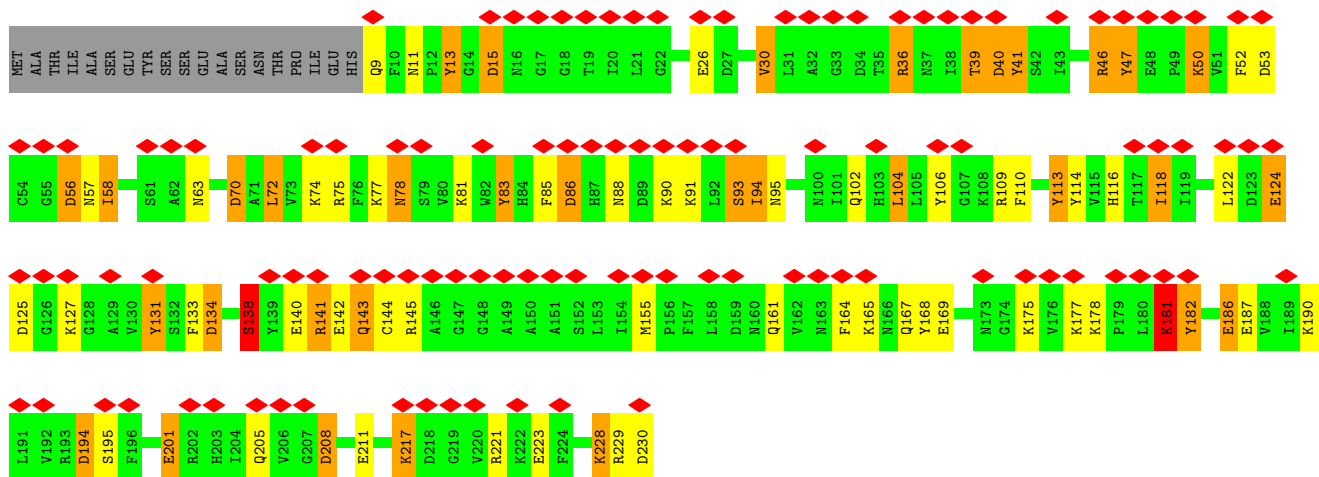 MET ALA THR ILE ALA SER GLU TYR SER SER GLU ALA SER ASN THR PRO ILE GLU HIS Q9 F10 N11 P12 Y13 G14 D15 N16 G17 G18 T19 I20 L21 G22 E26 D27 V30 L31 A32 G33 D34 T35 R36 N37 I38 T39 D40 Y41 S42 I43 R46 Y47 E48 P49 K50 V51 F52 D53
C54 G55 D56 N57 I58 S61 A62 N63 D70 A71 L72 V73 K74 R75 F76 K77 N78 S79 V80 K81 W82 Y83 H84 F85 D86 H87 N88 D89 K90 K91 L92 S93 I94 N95 N100 I101 Q102 H103 L104 L105 Y106 G107 K108 R109 F110 Y113 Y114 V115 H116 T117 I118 I119 L122 D123 E124
D125 G126 K127 G128 A129 V130 Y131 S132 F133 D134 S138 Y139 E140 R141 E142 Q143 C144 R145 A146 G147 G148 A149 A150 A151 S152 L153 I154 M155 P156 F157 L158 D159 N160 Q161 V162 N163 F164 K165 N166 Q167 Y168 E169 N173 G174 K175 V176 K177 K178 P179 L180 K181 Y182 E186 E187 V188 I189 K190
L191 V192 R193 D194 S195 F196 E201 R202 H203 I204 Q205 V206 G207 D208 E211 K217 D218 G219 V220 R221 K222 E223 F224 K228 R229 D230